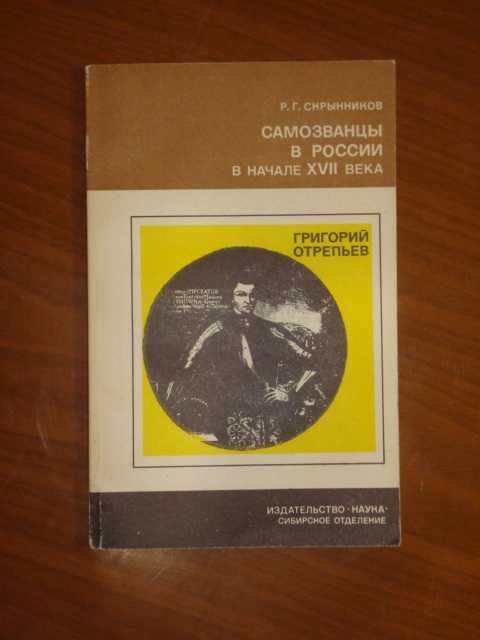 Р. Г. СКРЫННИКОВ
САМОЗВАНЦЫ
В РОССИИ
В НАЧАЛЕ XVII ВЕКА
ГРИГОРИЙ
ОТРЕПЬЕВ
ИЗДАТЕЛЬСТВО · НАУКА ·
СИБИРСКОЕ ОТДЕЛЕНИЕ